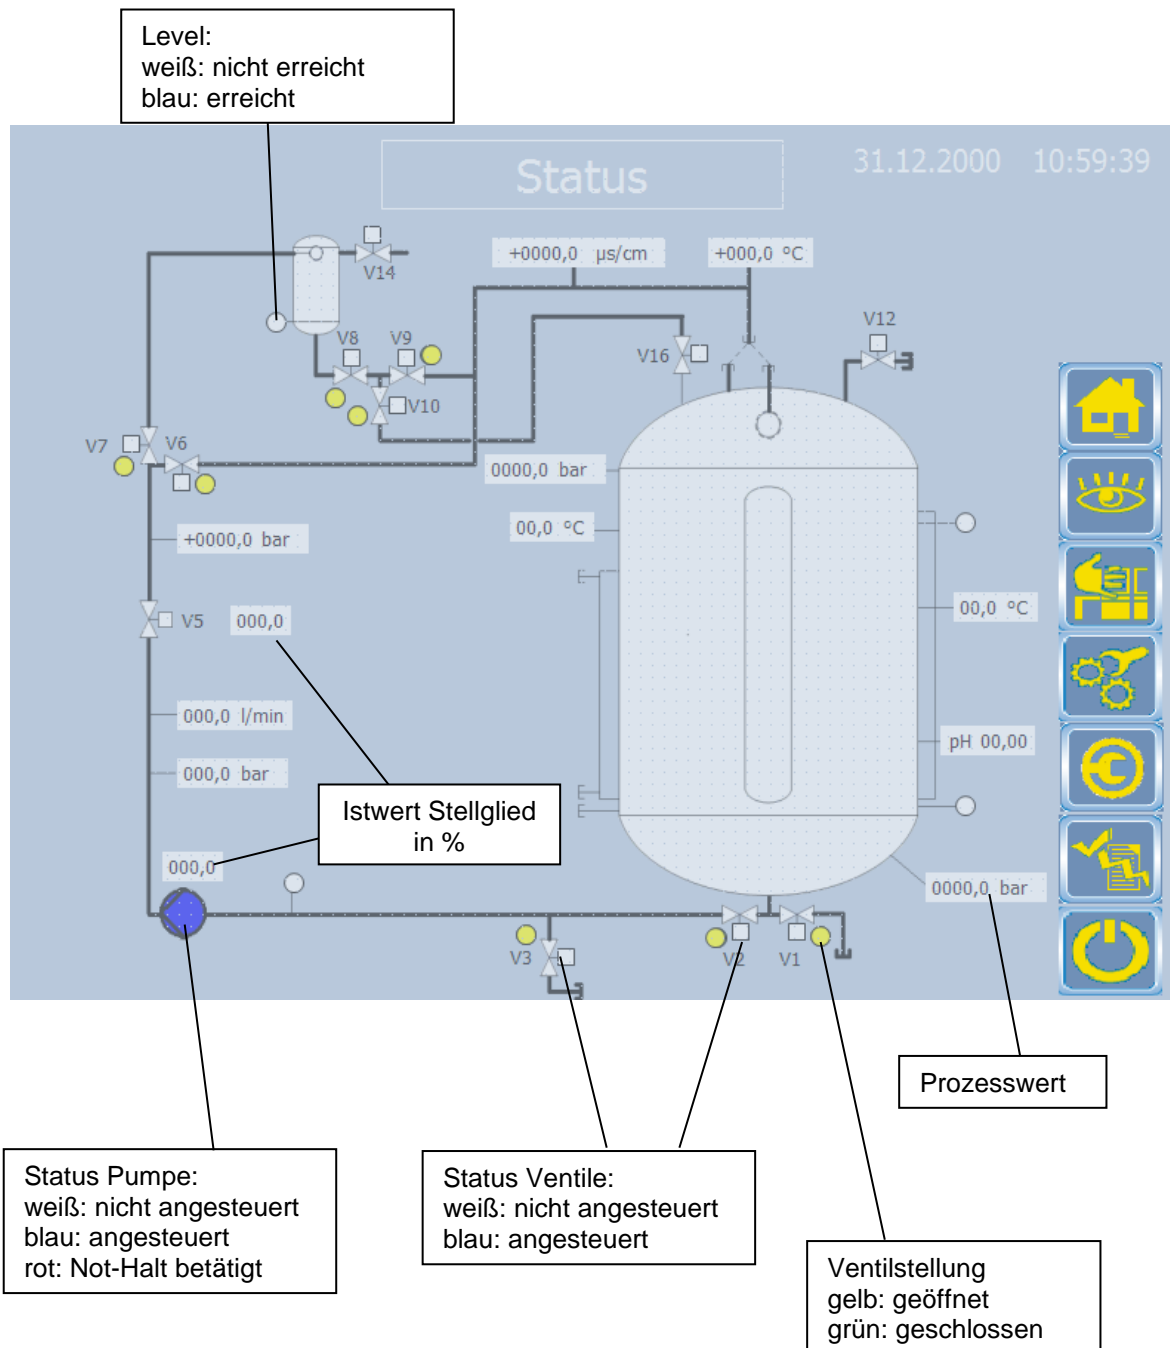 Level:
weiß: nicht erreicht
blau: erreicht
Status
31.12.2000 10:59:39
+0000,0 µs/cm
+000,0 °C
V14
V12
V8
V9
V16
V10
V7
V6
0000,0 bar
00,0 °C
+0000,0 bar
V5
000,0
00,0 °C
000,0 l/min
pH 00,00
000,0 bar
Istwert Stellglied
in %
000,0
0000,0 bar
V3
V2
V1
Prozesswert
Status Pumpe:
weiß: nicht angesteuert
blau: angesteuert
rot: Not-Halt betätigt
Status Ventile:
weiß: nicht angesteuert
blau: angesteuert
Ventilstellung
gelb: geöffnet
grün: geschlossen